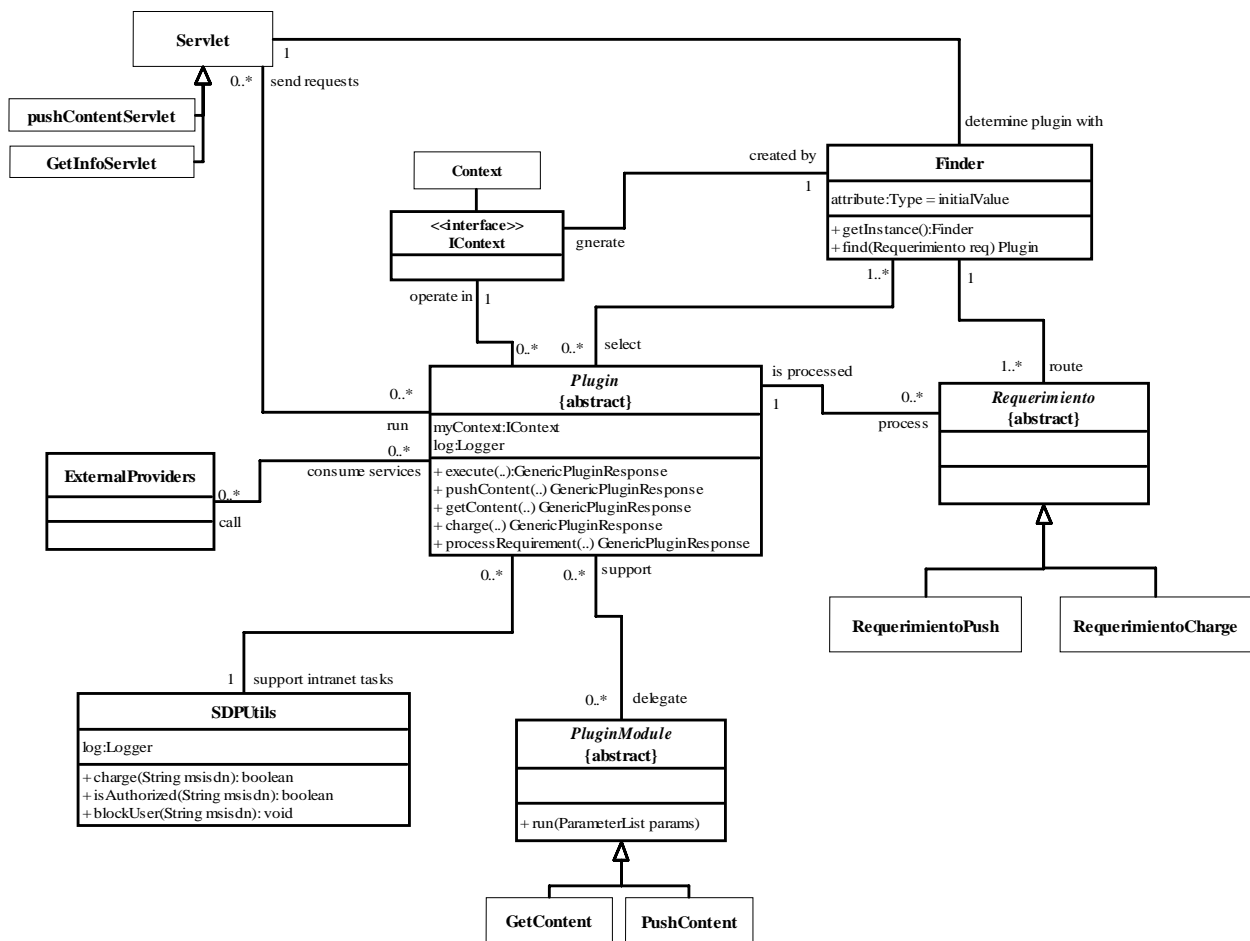 Servlet
1
0..*
send requests
pushContentServlet
GetInfoServlet
determine plugin with
created by
1
Finder
attribute:Type = initialValue
+ getInstance():Finder
+ find(Requerimiento req) Plugin
Context
<<interface>>
IContext
gnerate
operate in
1
1..*
1
0..*
0..*
select
1..*
route
Plugin
{abstract}
myContext:IContext
log:Logger
+ execute(..):GenericPluginResponse
+ pushContent(..) GenericPluginResponse
+ getContent(..) GenericPluginResponse
+ charge(..) GenericPluginResponse
+ processRequirement(..) GenericPluginResponse
is processed
1
0..*
process
Requerimiento
{abstract}
0..*
run
0..*
consume services
ExternalProviders
0..*
call
0..*
0..*
support
RequerimientoPush
RequerimientoCharge
1
support intranet tasks
0..*
delegate
SDPUtils
log:Logger
+ charge(String msisdn): boolean
+ isAuthorized(String msisdn): boolean
+ blockUser(String msisdn): void
PluginModule
{abstract}
+ run(ParameterList params)
GetContent
PushContent